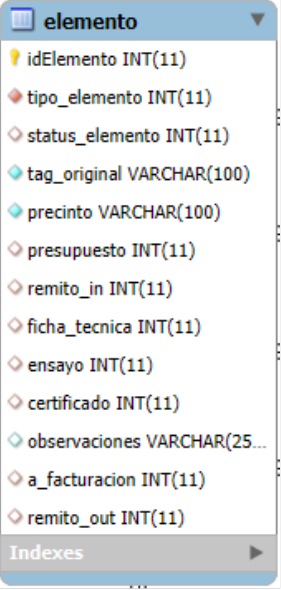 elemento
idElemento INT(11)
tipo_elemento INT(11)
status_elemento INT(11)
tag_original VARCHAR(100)
precinto VARCHAR(100)
presupuesto INT(11)
remito_in INT(11)
ficha_tecnica INT(11)
ensayo INT(11)
certificado INT(11)
observaciones VARCHAR(25...
a_facturacion INT(11)
remito_out INT(11)
Indexes